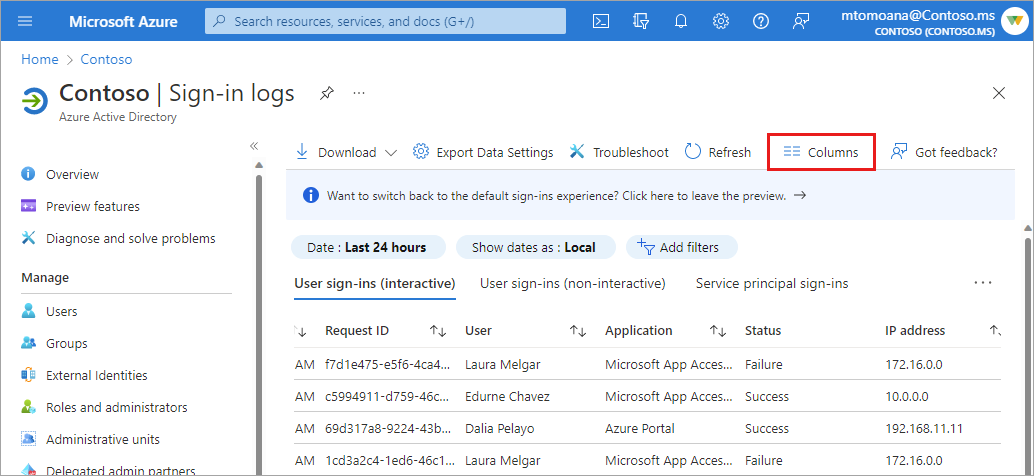 Microsoft Azure
Search resources, services, and docs (G+/)
mtomoana@Contoso.ms
CONTOSO (CONTOSO.MS)
Home > Contoso
Contoso | Sign-in logs ...
Azure Active Directory
Overview
Preview features
Diagnose and solve problems
Manage
Users
Groups
External Identities
Roles and administrators
Administrative units
Delegated admin partners
Download Export Data Settings Troubleshoot Refresh Columns Got feedback?
Want to switch back to the default sign-ins experience? Click here to leave the preview. →
Date : Last 24 hours Show dates as : Local Add filters
User sign-ins (interactive) User sign-ins (non-interactive) Service principal sign-ins ...
Request ID User Application Status IP address
AM f7d1e475-e5f6-4ca4... Laura Melgar Microsoft App Acces... Failure 172.16.0.0
AM c5994911-d759-46c... Edurne Chavez Microsoft App Acces... Success 10.0.0.0
AM 69d317a8-9224-43b... Dalia Pelayo Azure Portal Success 192.168.11.11
AM 1cd3a2c4-1ed6-46c1... Laura Melgar Microsoft App Acces... Failure 172.16.0.0